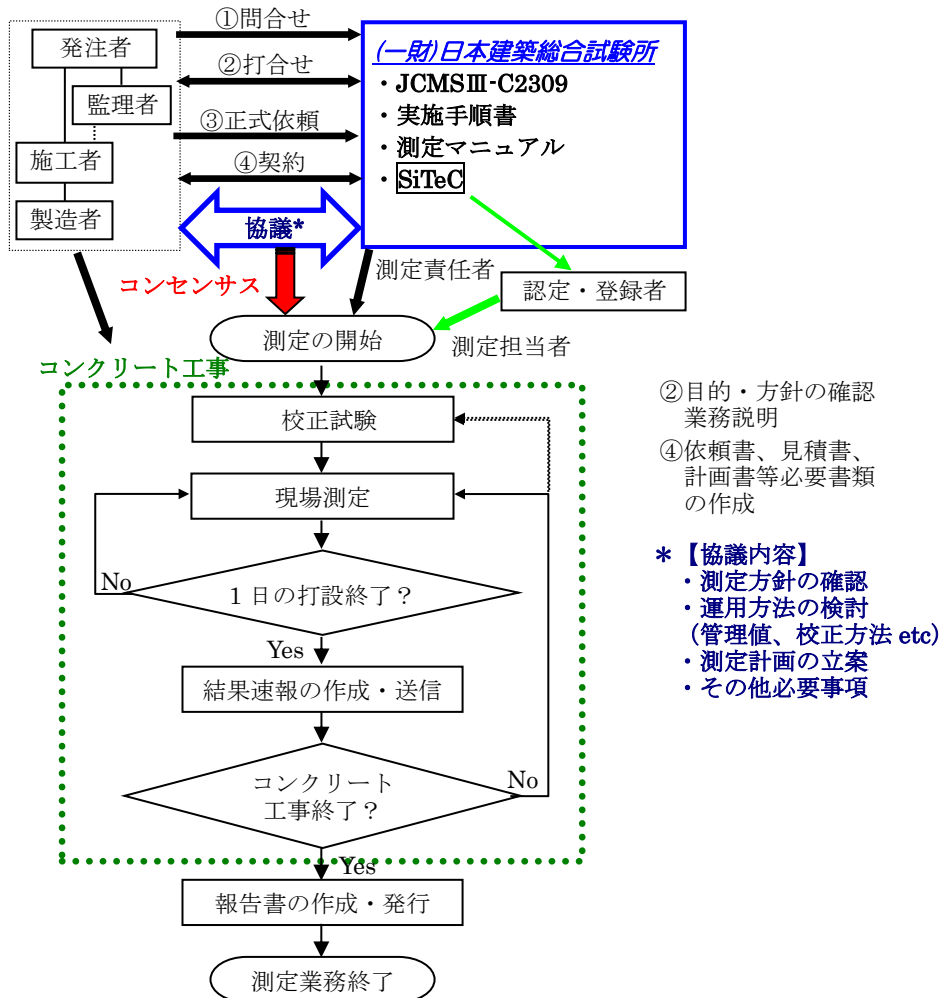 ①問合せ
発注者
②打合せ
監理者
③正式依頼
施工者
④契約
製造者
(一財)日本建築総合試験所
・JCMSⅢ-C2309
・実施手順書
・測定マニュアル
・SiTeC
協議*
コンセンサス
測定責任者
認定・登録者
測定の開始
測定担当者
コンクリート工事
校正試験
現場測定
No
１日の打設終了？
Yes
結果速報の作成・送信
コンクリート
工事終了？
No
Yes
報告書の作成・発行
測定業務終了
②目的・方針の確認
業務説明
④依頼書、見積書、
計画書等必要書類
の作成
＊【協議内容】
・測定方針の確認
・運用方法の検討
（管理値、校正方法 etc)
・測定計画の立案
・その他必要事項